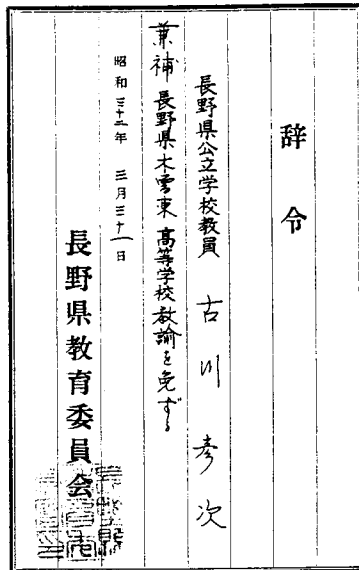 辞令
長野県公立学校教員 古川彦次
兼補 長野県木曽東高等学校教諭を免ずる
昭和三十二年 三月三十一日
長野県教育委員会